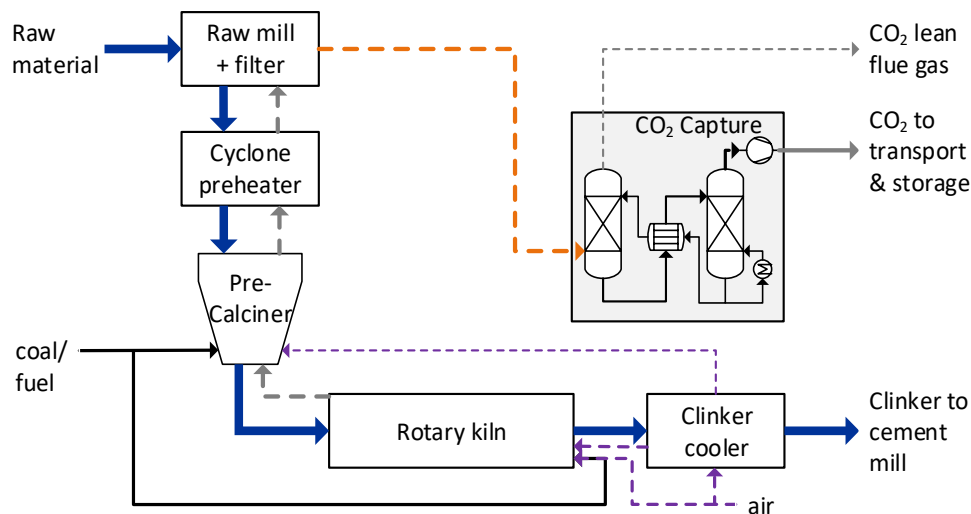 Raw
material
Raw mill
+ filter
CO₂ lean
flue gas
CO₂ Capture
CO₂ to
transport
& storage
Cyclone
preheater
Pre-
Calciner
coal/
fuel
Rotary kiln
Clinker
cooler
Clinker to
cement
mill
air